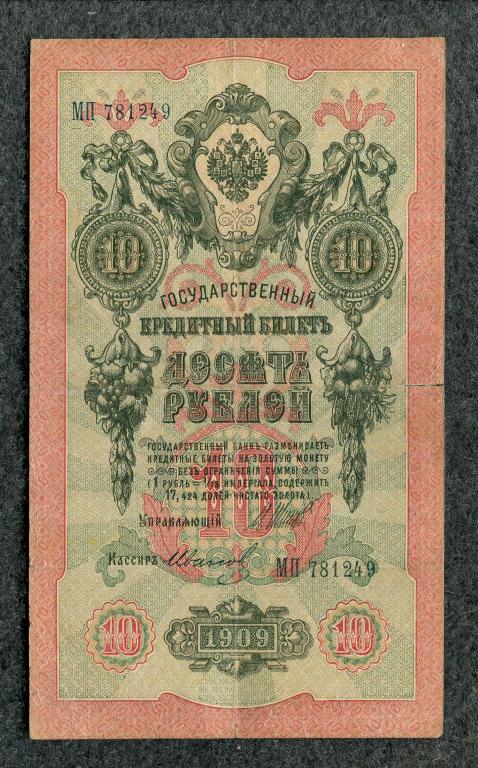 МП 781249
10 10
ГОСУДАРСТВЕННЫЙ
КРЕДИТНЫЙ БИЛЕТЪ
ДЕСЯТЬ
РУБЛЕЙ
ГОСУДАРСТВЕННЫЙ БАНКЪ РАЗМѢНИВАЕТЪ
КРЕДИТНЫЕ БИЛЕТЫ НА ЗОЛОТУЮ МОНЕТУ
БЕЗЪ ОГРАНИЧЕНІЯ СУММЫ
(1 РУБЛЬ = 1/15 ИМПЕРІАЛА, СОДЕРЖИТЪ
17,424 ДОЛЕЙ ЧИСТАГО ЗОЛОТА).
10
Управляющій
Кассиръ Иванов
МП 781249
10 1909 10